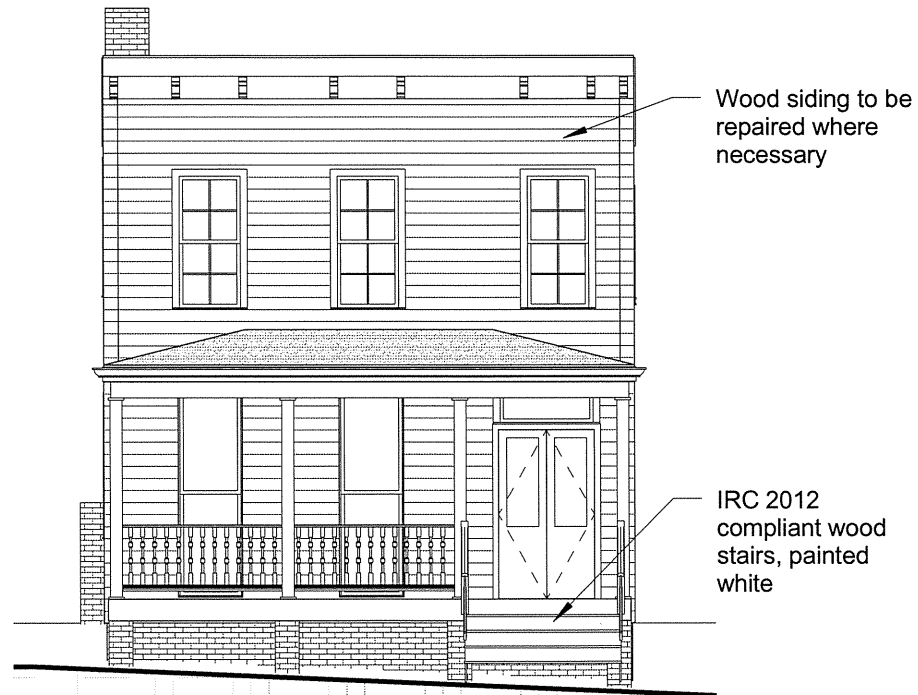 Wood siding to be
repaired where
necessary
IRC 2012
compliant wood
stairs, painted
white